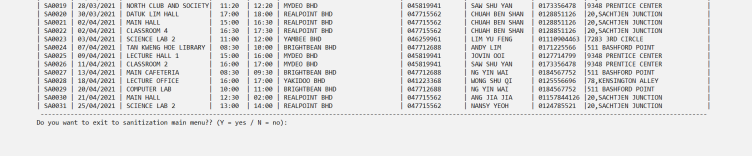 | SA0019 | 28/03/2021 | NORTH CLUB AND SOCIETY| 11:20 | 12:20 | MYDEO BHD | 045819941 | SAW SHU YAN | 0173356478 |9348 PRENTICE CENTER |
| SA0020 | 30/03/2021 | DATUK LIM HALL | 17:00 | 18:00 | REALPOINT BHD | 047715562 | CHUAH BEN SHAN | 0128851126 |20,SACHTJEN JUNCTION |
| SA0021 | 02/04/2021 | MAIN HALL | 15:00 | 16:30 | REALPOINT BHD | 047715562 | CHUAH BEN SHAN | 0128851126 |20,SACHTJEN JUNCTION |
| SA0022 | 02/04/2021 | CLASSROOM 4 | 16:30 | 17:30 | REALPOINT BHD | 047715562 | CHUAH BEN SHAN | 0128851126 |20,SACHTJEN JUNCTION |
| SA0023 | 03/04/2021 | SCIENCE LAB 2 | 11:00 | 12:00 | YAMBEE BHD | 046259961 | LIM YU FENG | 01110904463 |7283 3RD CIRCLE |
| SA0024 | 07/04/2021 | TAN KWENG HOE LIBRARY | 08:30 | 10:00 | BRIGHTBEAN BHD | 047712688 | ANDY LIM | 0171225566 |511 BASHFORD POINT |
| SA0025 | 09/04/2021 | LECTURE HALL 1 | 15:00 | 16:00 | MYDEO BHD | 045819941 | JOVIN OOI | 0127714799 |9348 PRENTICE CENTER |
| SA0026 | 11/04/2021 | CLASSROOM 2 | 16:00 | 17:00 | MYDEO BHD | 045819941 | SAW SHU YAN | 0173356478 |9348 PRENTICE CENTER |
| SA0027 | 13/04/2021 | MAIN CAFETERIA | 08:30 | 09:30 | BRIGHTBEAN BHD | 047712688 | NG YIN WAI | 0184567752 |511 BASHFORD POINT |
| SA0028 | 18/04/2021 | LECTURE OFFICE | 16:00 | 17:00 | YAKIDOO BHD | 041223368 | WONG SHU QI | 0125556696 |78,KENSINGTON ALLEY |
| SA0029 | 20/04/2021 | COMPUTER LAB | 10:00 | 11:00 | BRIGHTBEAN BHD | 047712688 | NG YIN WAI | 0184567752 |511 BASHFORD POINT |
| SA0030 | 21/04/2021 | MAIN HALL | 12:30 | 02:00 | REALPOINT BHD | 047715562 | ANG JIA JIA | 01157844126 |20,SACHTJEN JUNCTION |
| SA0031 | 25/04/2021 | SCIENCE LAB 2 | 13:00 | 14:00 | REALPOINT BHD | 047715562 | NANSY YEOH | 0124785521 |20,SACHTJEN JUNCTION |
Do you want to exit to sanitization main menu?? (Y = yes / N = no):